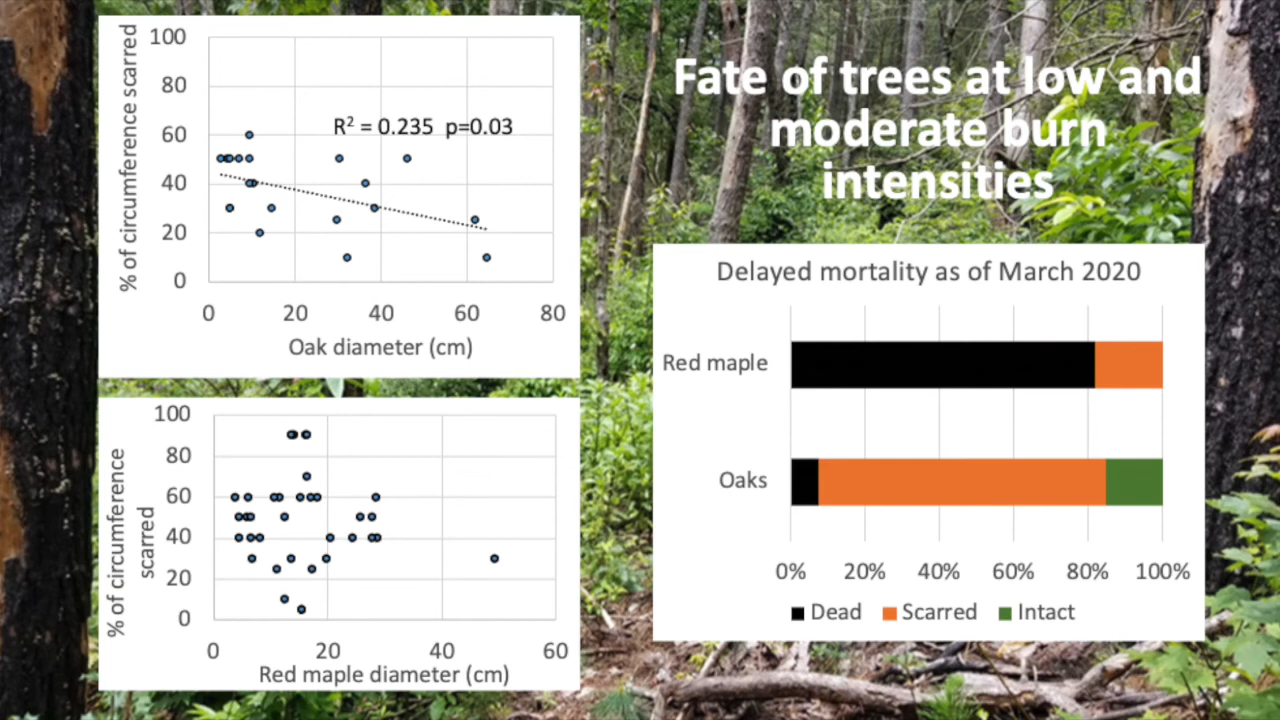 Fate of trees at low and
moderate burn
intensities
% of circumference scarred
100
80
60
40
20
0
R² = 0.235 p=0.03
0 20 40 60 80
Oak diameter (cm)
% of circumference
scarred
100
80
60
40
20
0
0 20 40 60
Red maple diameter (cm)
Delayed mortality as of March 2020
Red maple
Oaks
0% 20% 40% 60% 80% 100%
Dead Scarred Intact